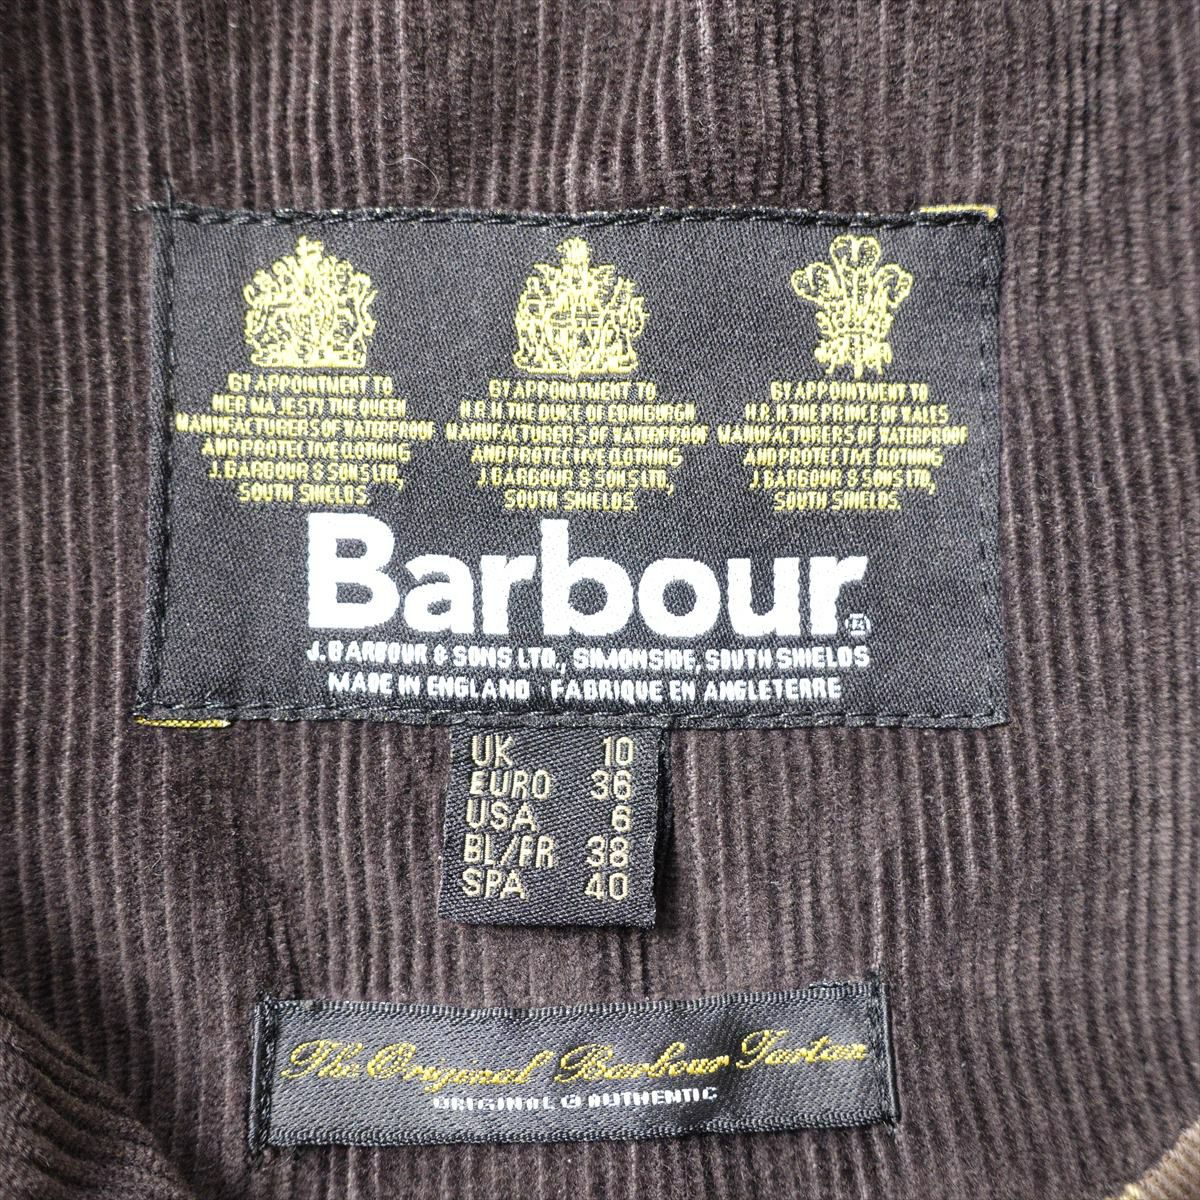 BY APPOINTMENT TO
HER MAJESTY THE QUEEN
MANUFACTURERS OF WATERPROOF
AND PROTECTIVE CLOTHING
J. BARBOUR & SONS LTD,
SOUTH SHIELDS.
BY APPOINTMENT TO
H.R.H. THE DUKE OF EDINBURGH
MANUFACTURERS OF WATERPROOF
AND PROTECTIVE CLOTHING
J. BARBOUR & SONS LTD,
SOUTH SHIELDS.
BY APPOINTMENT TO
H.R.H. THE PRINCE OF WALES
MANUFACTURERS OF WATERPROOF
AND PROTECTIVE CLOTHING
J. BARBOUR & SONS LTD,
SOUTH SHIELDS.
Barbour®
J. BARBOUR & SONS LTD., SIMONSIDE, SOUTH SHIELDS
MADE IN ENGLAND · FABRIQUE EN ANGLETERRE
UK 10
EURO 36
USA 6
BL/FR 38
SPA 40
The Original Barbour Tartan
ORIGINAL & AUTHENTIC